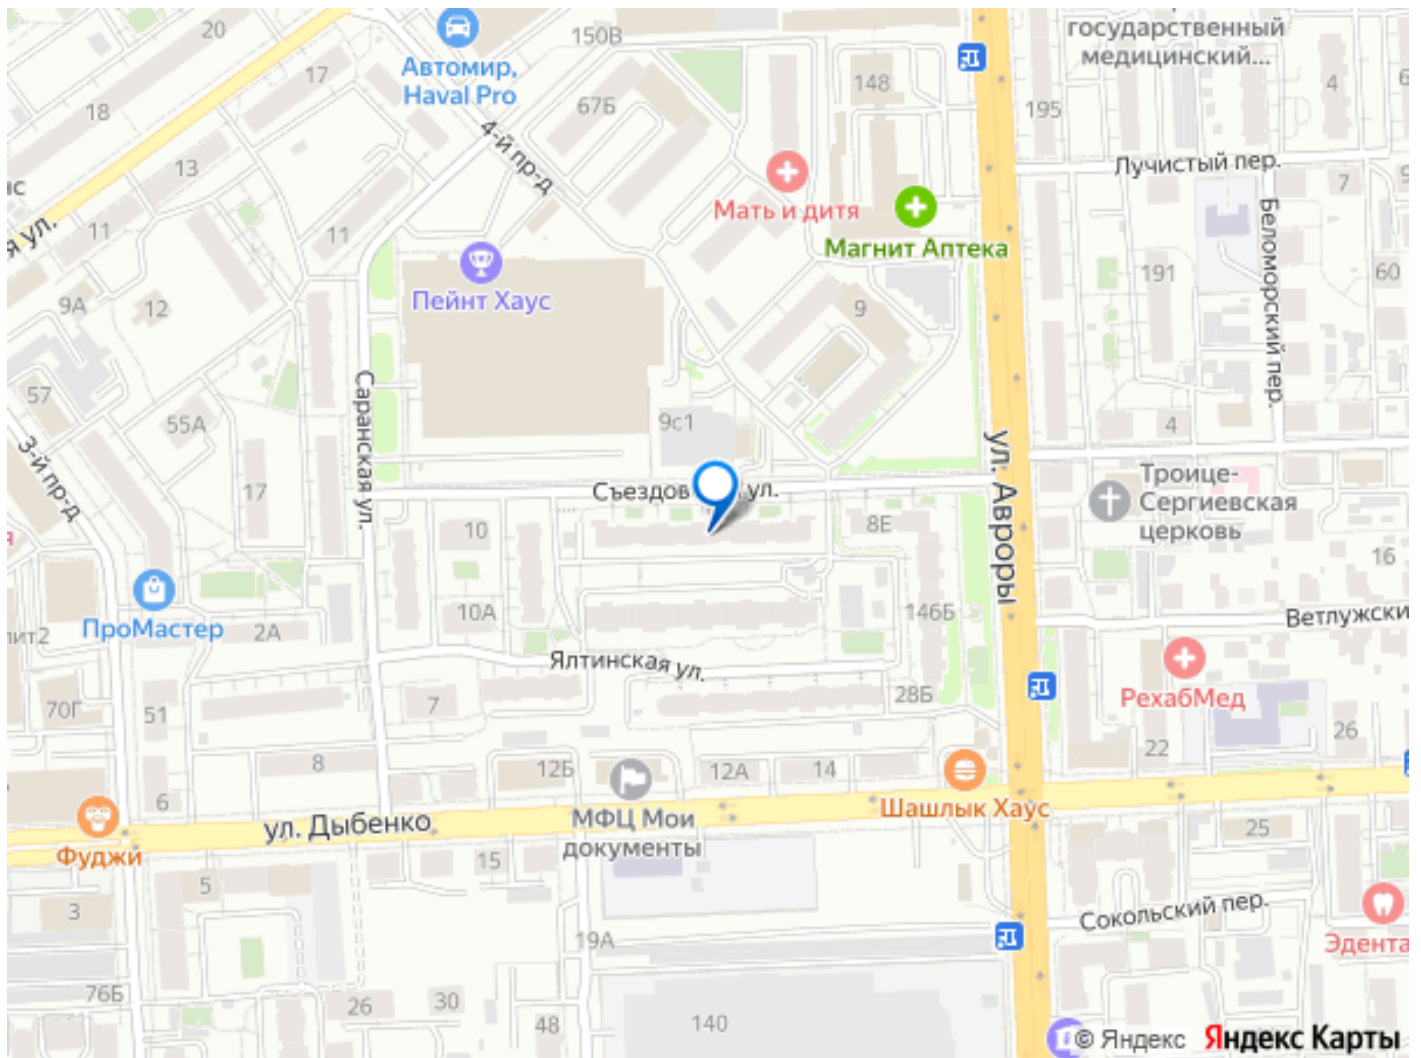 20
150В
государственный
медицинский...
17
Автомир,
Haval Pro
148
4
18
67Б
195
4-й пр-д
13
Лучистый пер.
7
Мать и дитя
11
11
Магнит Аптека
Беломорский пер.
191
60
9А
12
Пейнт Хаус
9
Саранская ул.
57
55А
9с1
4
3-й пр-д
17
ул. Авроры
Троице-
Сергиевская
церковь
ул.
10
8Е
16
ПроМастер
2А
10А
146Б
Ветлужски
Ялтинская ул.
РехабМед
70Г
51
7
28Б
22
26
8
12Б
12А
14
6
Шашлык Хаус
ул. Дыбенко
МФЦ Мои
документы
25
Фуджи
15
5
3
Сокольский пер.
19А
Эдента
76Б
26
30
48
140
© Яндекс Яндекс Карты